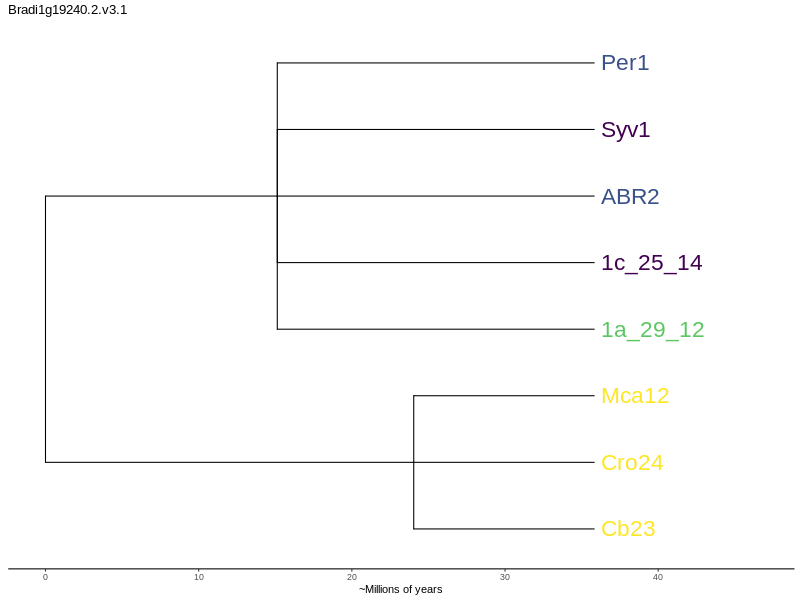 Bradi1g19240.2.v3.1
Per1
Syv1
ABR2
1c_25_14
1a_29_12
Mca12
Cro24
Cb23
0 10 20 30 40
~Millions of years